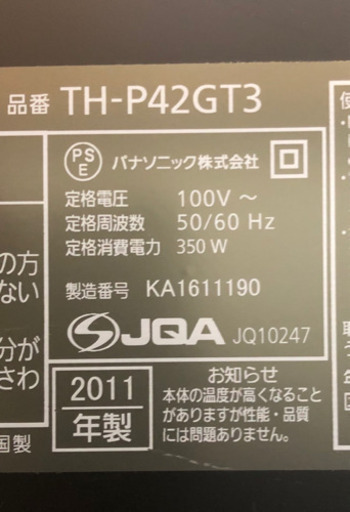 品番 TH-P42GT3
PS
E
パナソニック株式会社
定格電圧 100V ～
定格周波数 50/60 Hz
定格消費電力 350 W
製造番号 KA1611190
JQA JQ10247
2011
年製
お知らせ
本体の温度が高くなること
がありますが性能・品質
には問題ありません。
の方
ない
分が
さわ
国製
使
取